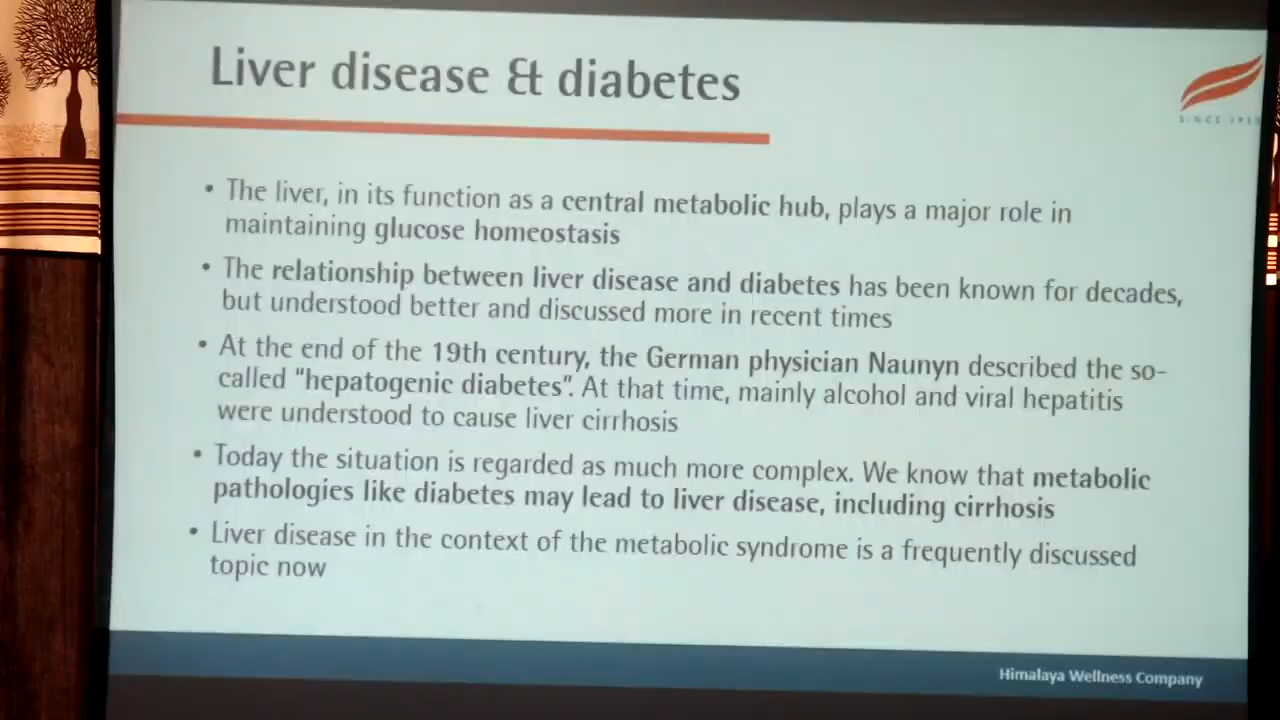 Liver disease & diabetes
SINCE 1930
• The liver, in its function as a central metabolic hub, plays a major role in
maintaining glucose homeostasis
• The relationship between liver disease and diabetes has been known for decades,
but understood better and discussed more in recent times
• At the end of the 19th century, the German physician Naunyn described the so-
called “hepatogenic diabetes”. At that time, mainly alcohol and viral hepatitis
were understood to cause liver cirrhosis
• Today the situation is regarded as much more complex. We know that metabolic
pathologies like diabetes may lead to liver disease, including cirrhosis
• Liver disease in the context of the metabolic syndrome is a frequently discussed
topic now
Himalaya Wellness Company